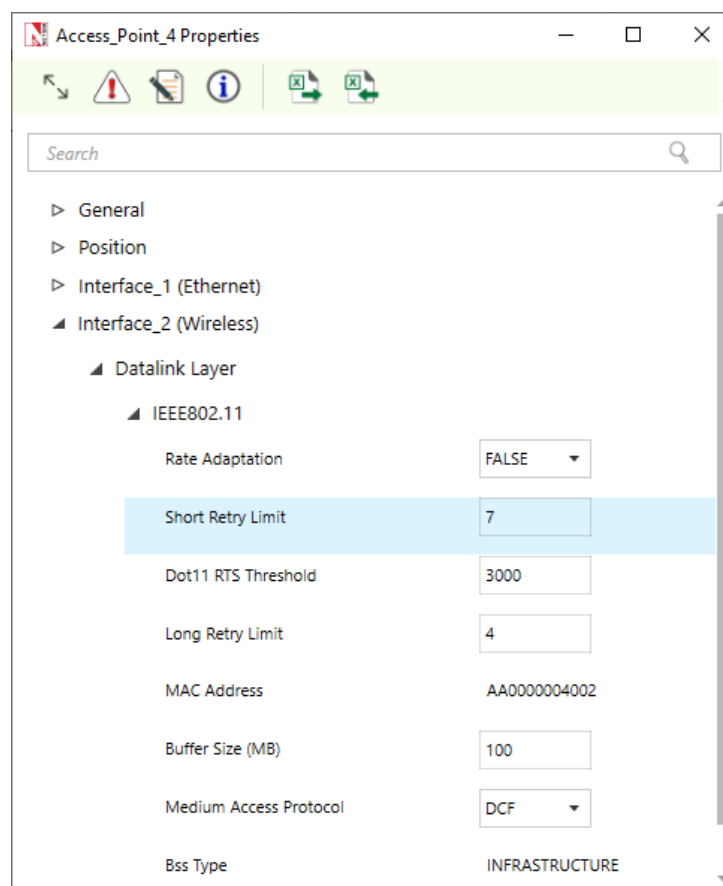 Access_Point_4 Properties
Search
General
Position
Interface_1 (Ethernet)
Interface_2 (Wireless)
Datalink Layer
IEEE802.11
Rate Adaptation FALSE
Short Retry Limit 7
Dot11 RTS Threshold 3000
Long Retry Limit 4
MAC Address AA0000004002
Buffer Size (MB) 100
Medium Access Protocol DCF
Bss Type INFRASTRUCTURE